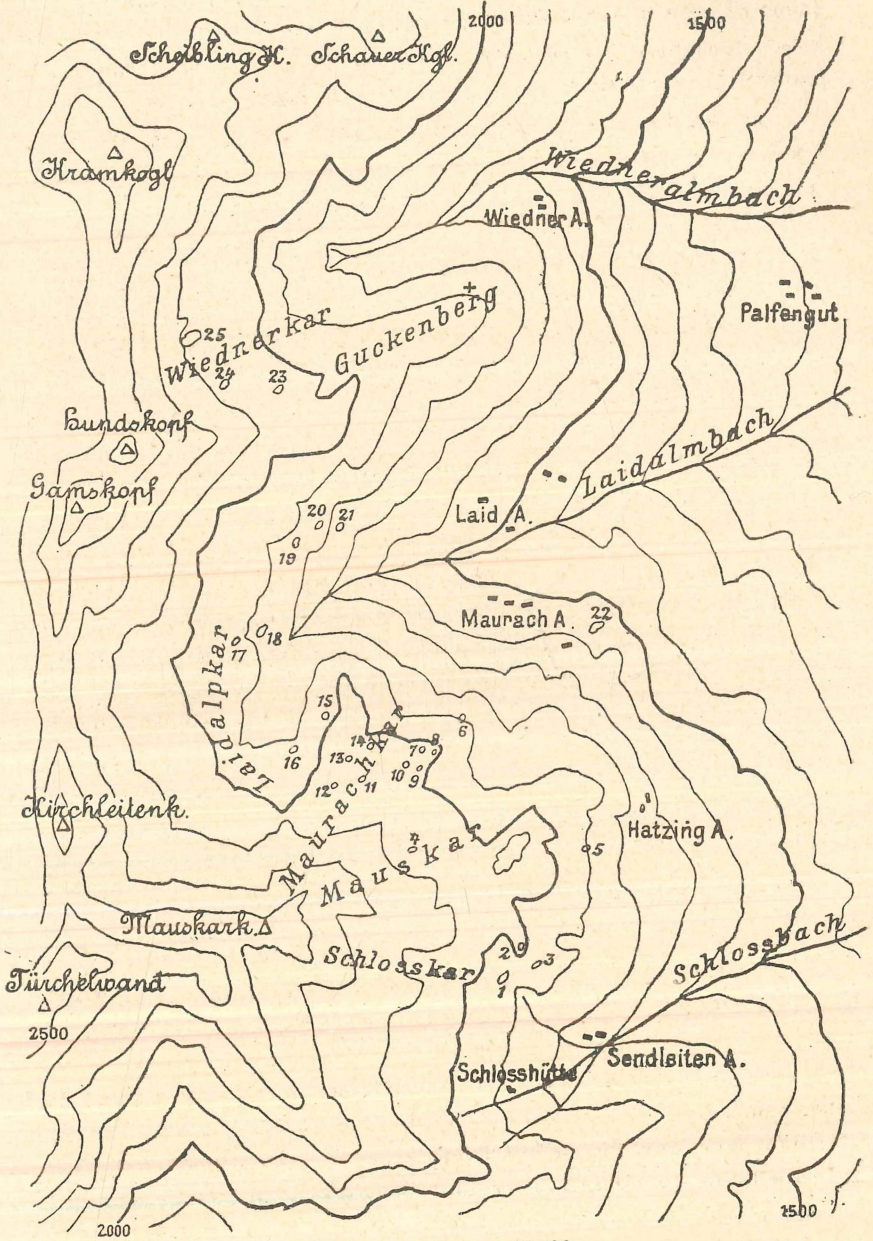 2000
1500
Scheibling K.
Schauer Kgl.
Kramkogl
Wiedneralmbach
Wiedner A.
Palfengut
Wiednerkar
Guckenberg
25
24
23
Hundskopf
Gamskopf
Laidalmbach
Laid A.
20
21
19
Maurach A.
22
18
17
Laidalpkar
15
16
6
14
13
12
11
7
8
10
9
Maurachkar
Kirchleitenk.
Hatzing A.
4
5
Mauskar
Mauskark.
Schlosskar
2
3
1
Schlossbach
Türchelwand
2500
Schlosshütte
Sendleiten A.
1500
2000